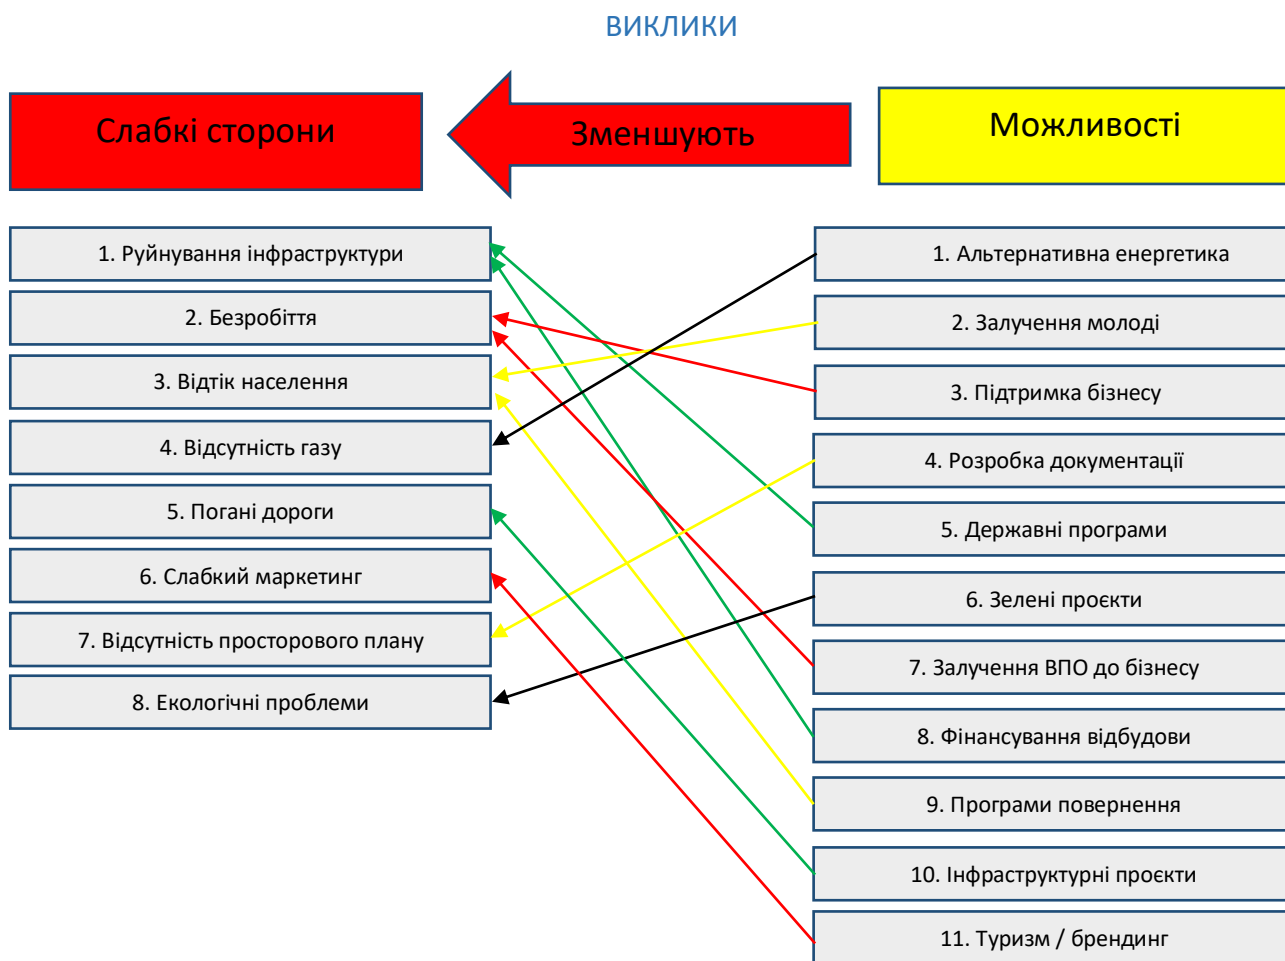 ВИКЛИКИ
Слабкі сторони
Зменшують
Можливості
1. Руйнування інфраструктури
2. Безробіття
3. Відтік населення
4. Відсутність газу
5. Погані дороги
6. Слабкий маркетинг
7. Відсутність просторового плану
8. Екологічні проблеми
1. Альтернативна енергетика
2. Залучення молоді
3. Підтримка бізнесу
4. Розробка документації
5. Державні програми
6. Зелені проєкти
7. Залучення ВПО до бізнесу
8. Фінансування відбудови
9. Програми повернення
10. Інфраструктурні проєкти
11. Туризм / брендинг